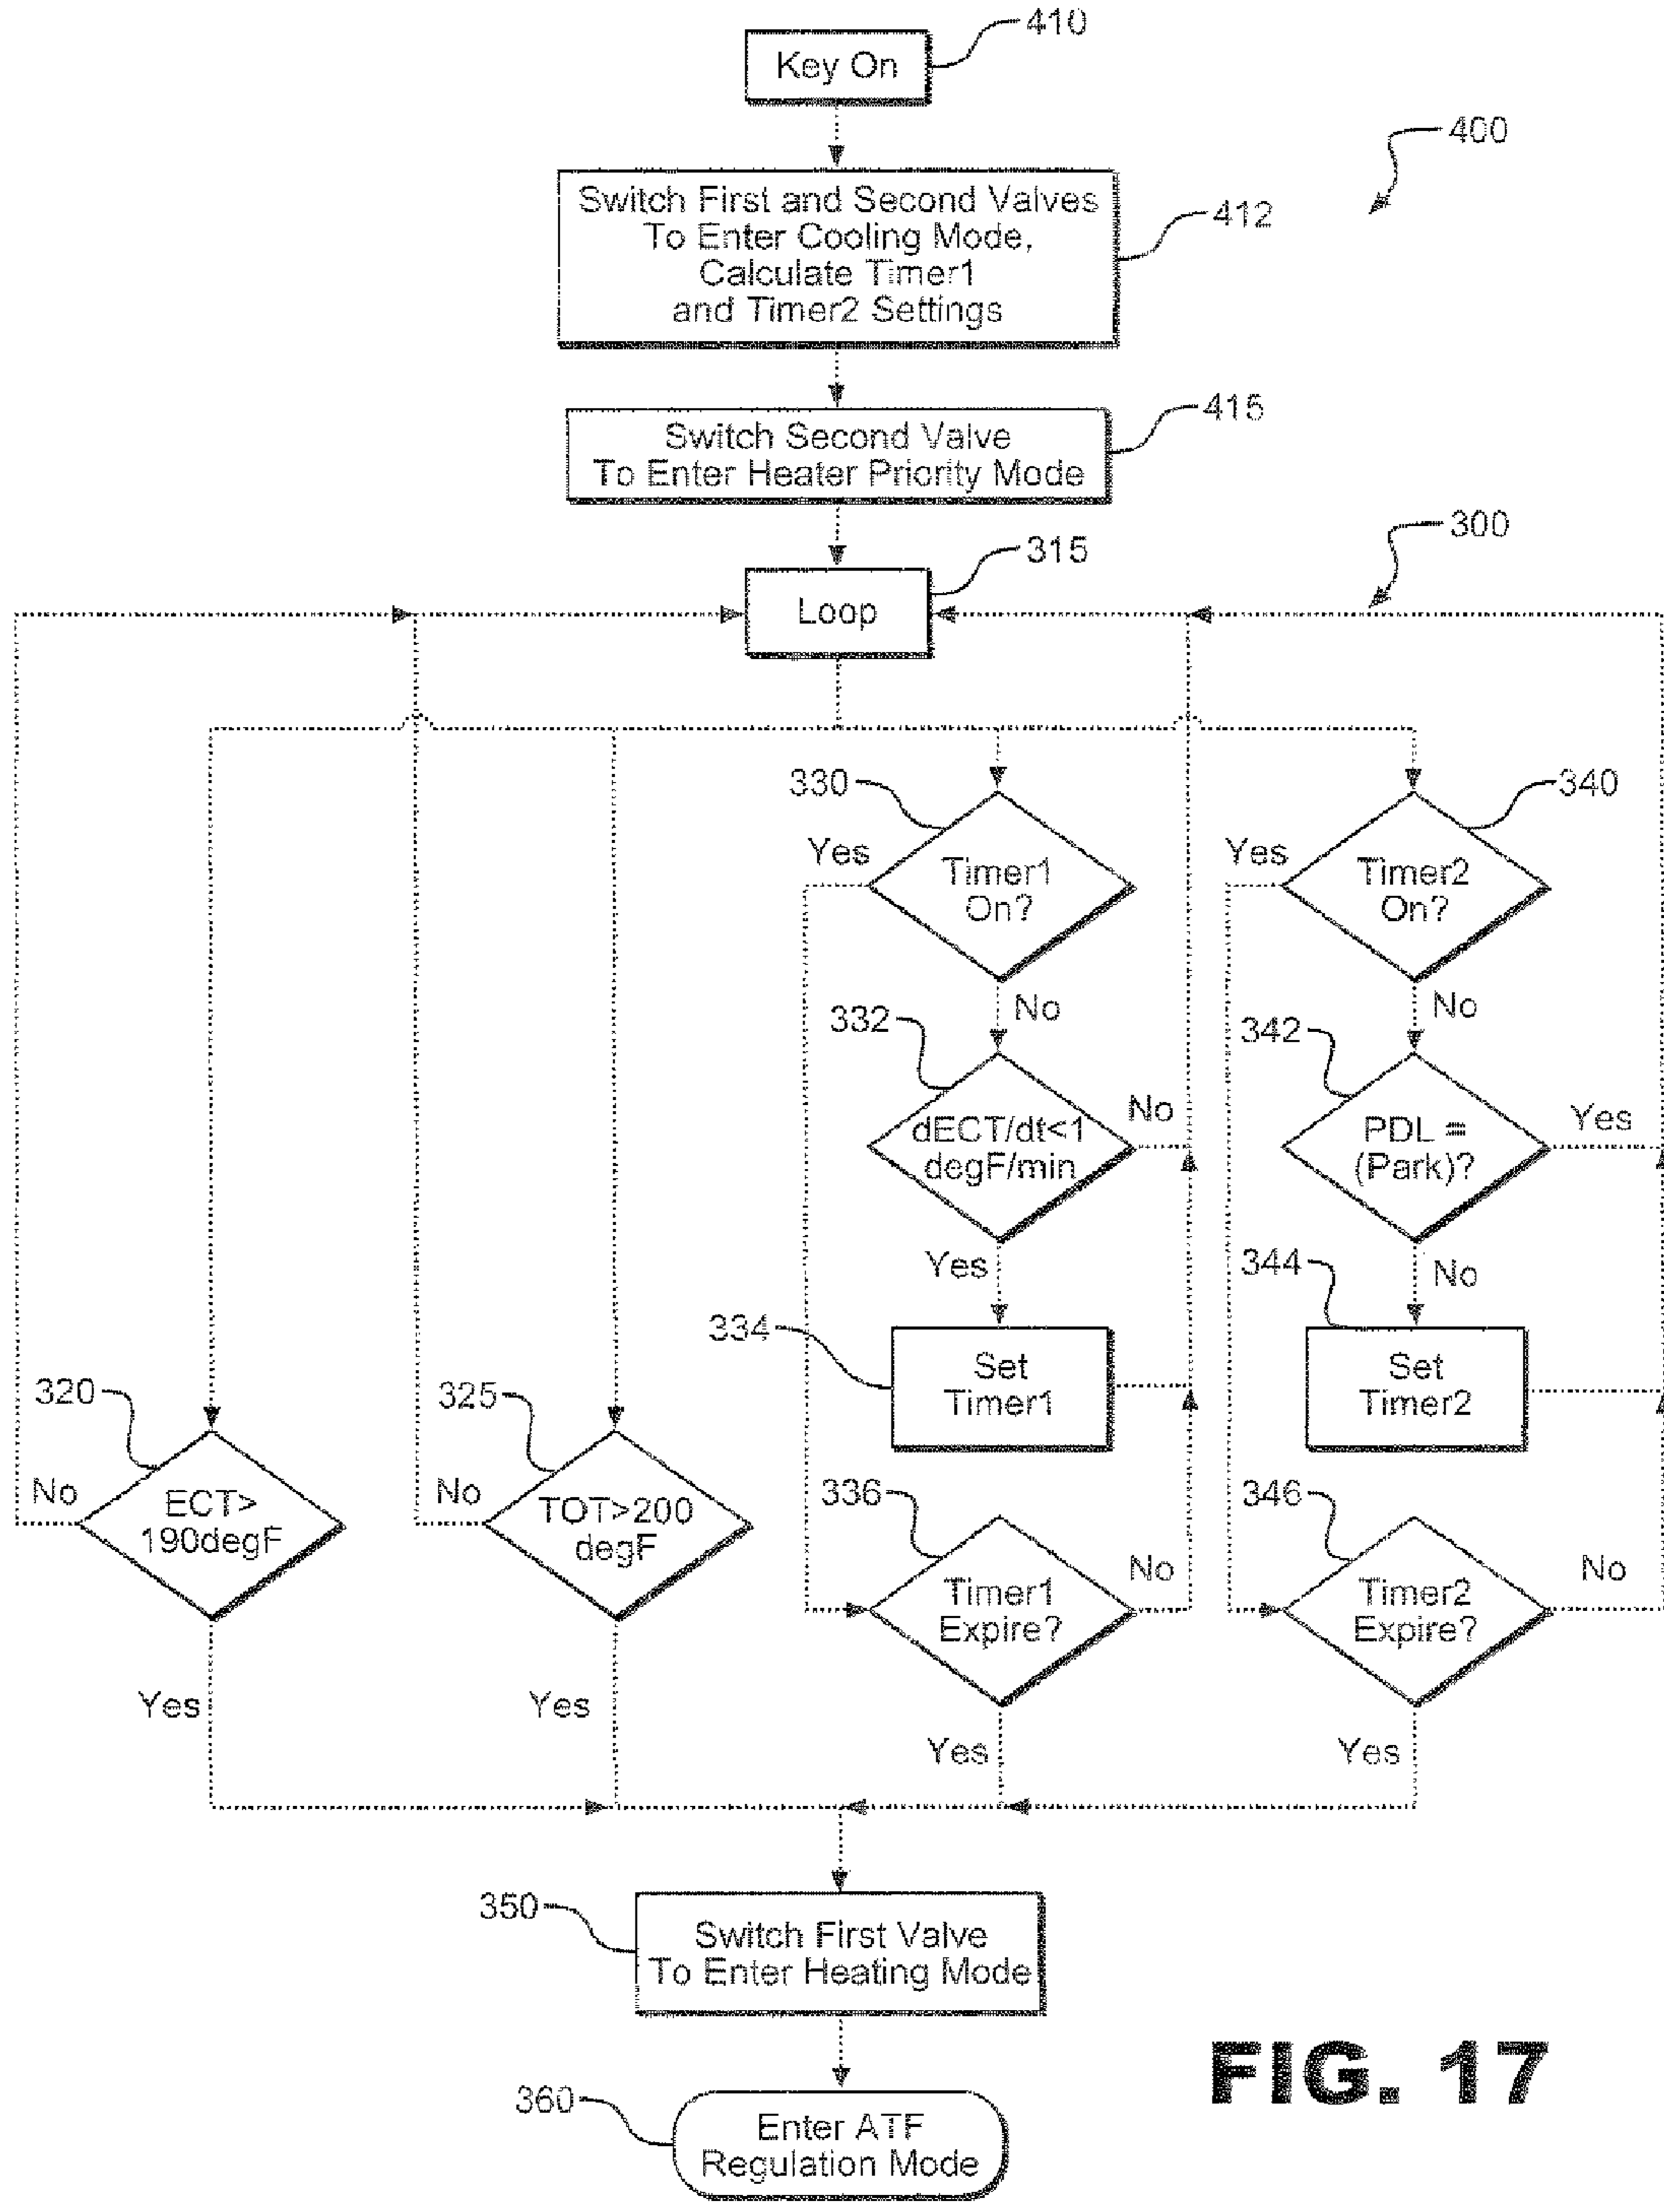 410
Key On
400
Switch First and Second Valves
To Enter Cooling Mode,
Calculate Timer1
and Timer2 Settings
412
415
Switch Second Valve
To Enter Heater Priority Mode
300
315
Loop
330
340
Yes
Timer1
On?
Yes
Timer2
On?
No
No
332
342
dECT/dt<1
degF/min
No
PDL =
(Park)?
Yes
Yes
344
No
334
Set
Timer1
Set
Timer2
320
325
No
ECT>
190degF
No
TOT>200
degF
336
346
Timer1
Expire?
No
Timer2
Expire?
No
Yes
Yes
Yes
Yes
350
Switch First Valve
To Enter Heating Mode
360
Enter ATF
Regulation Mode
FIG. 17